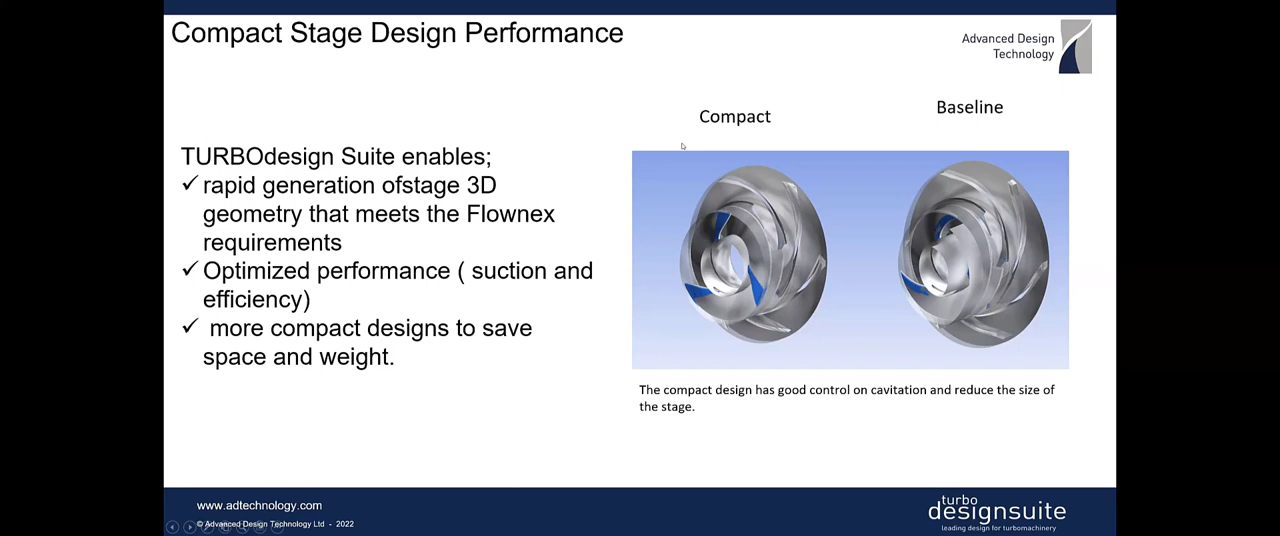 Compact Stage Design Performance
Advanced Design
Technology
Compact
Baseline
TURBOdesign Suite enables;
✓ rapid generation ofstage 3D
geometry that meets the Flownex
requirements
✓ Optimized performance ( suction and
efficiency)
✓ more compact designs to save
space and weight.
The compact design has good control on cavitation and reduce the size of
the stage.
www.adtechnology.com
© Advanced Design Technology Ltd - 2022
turbo
designsuite
leading design for turbomachinery